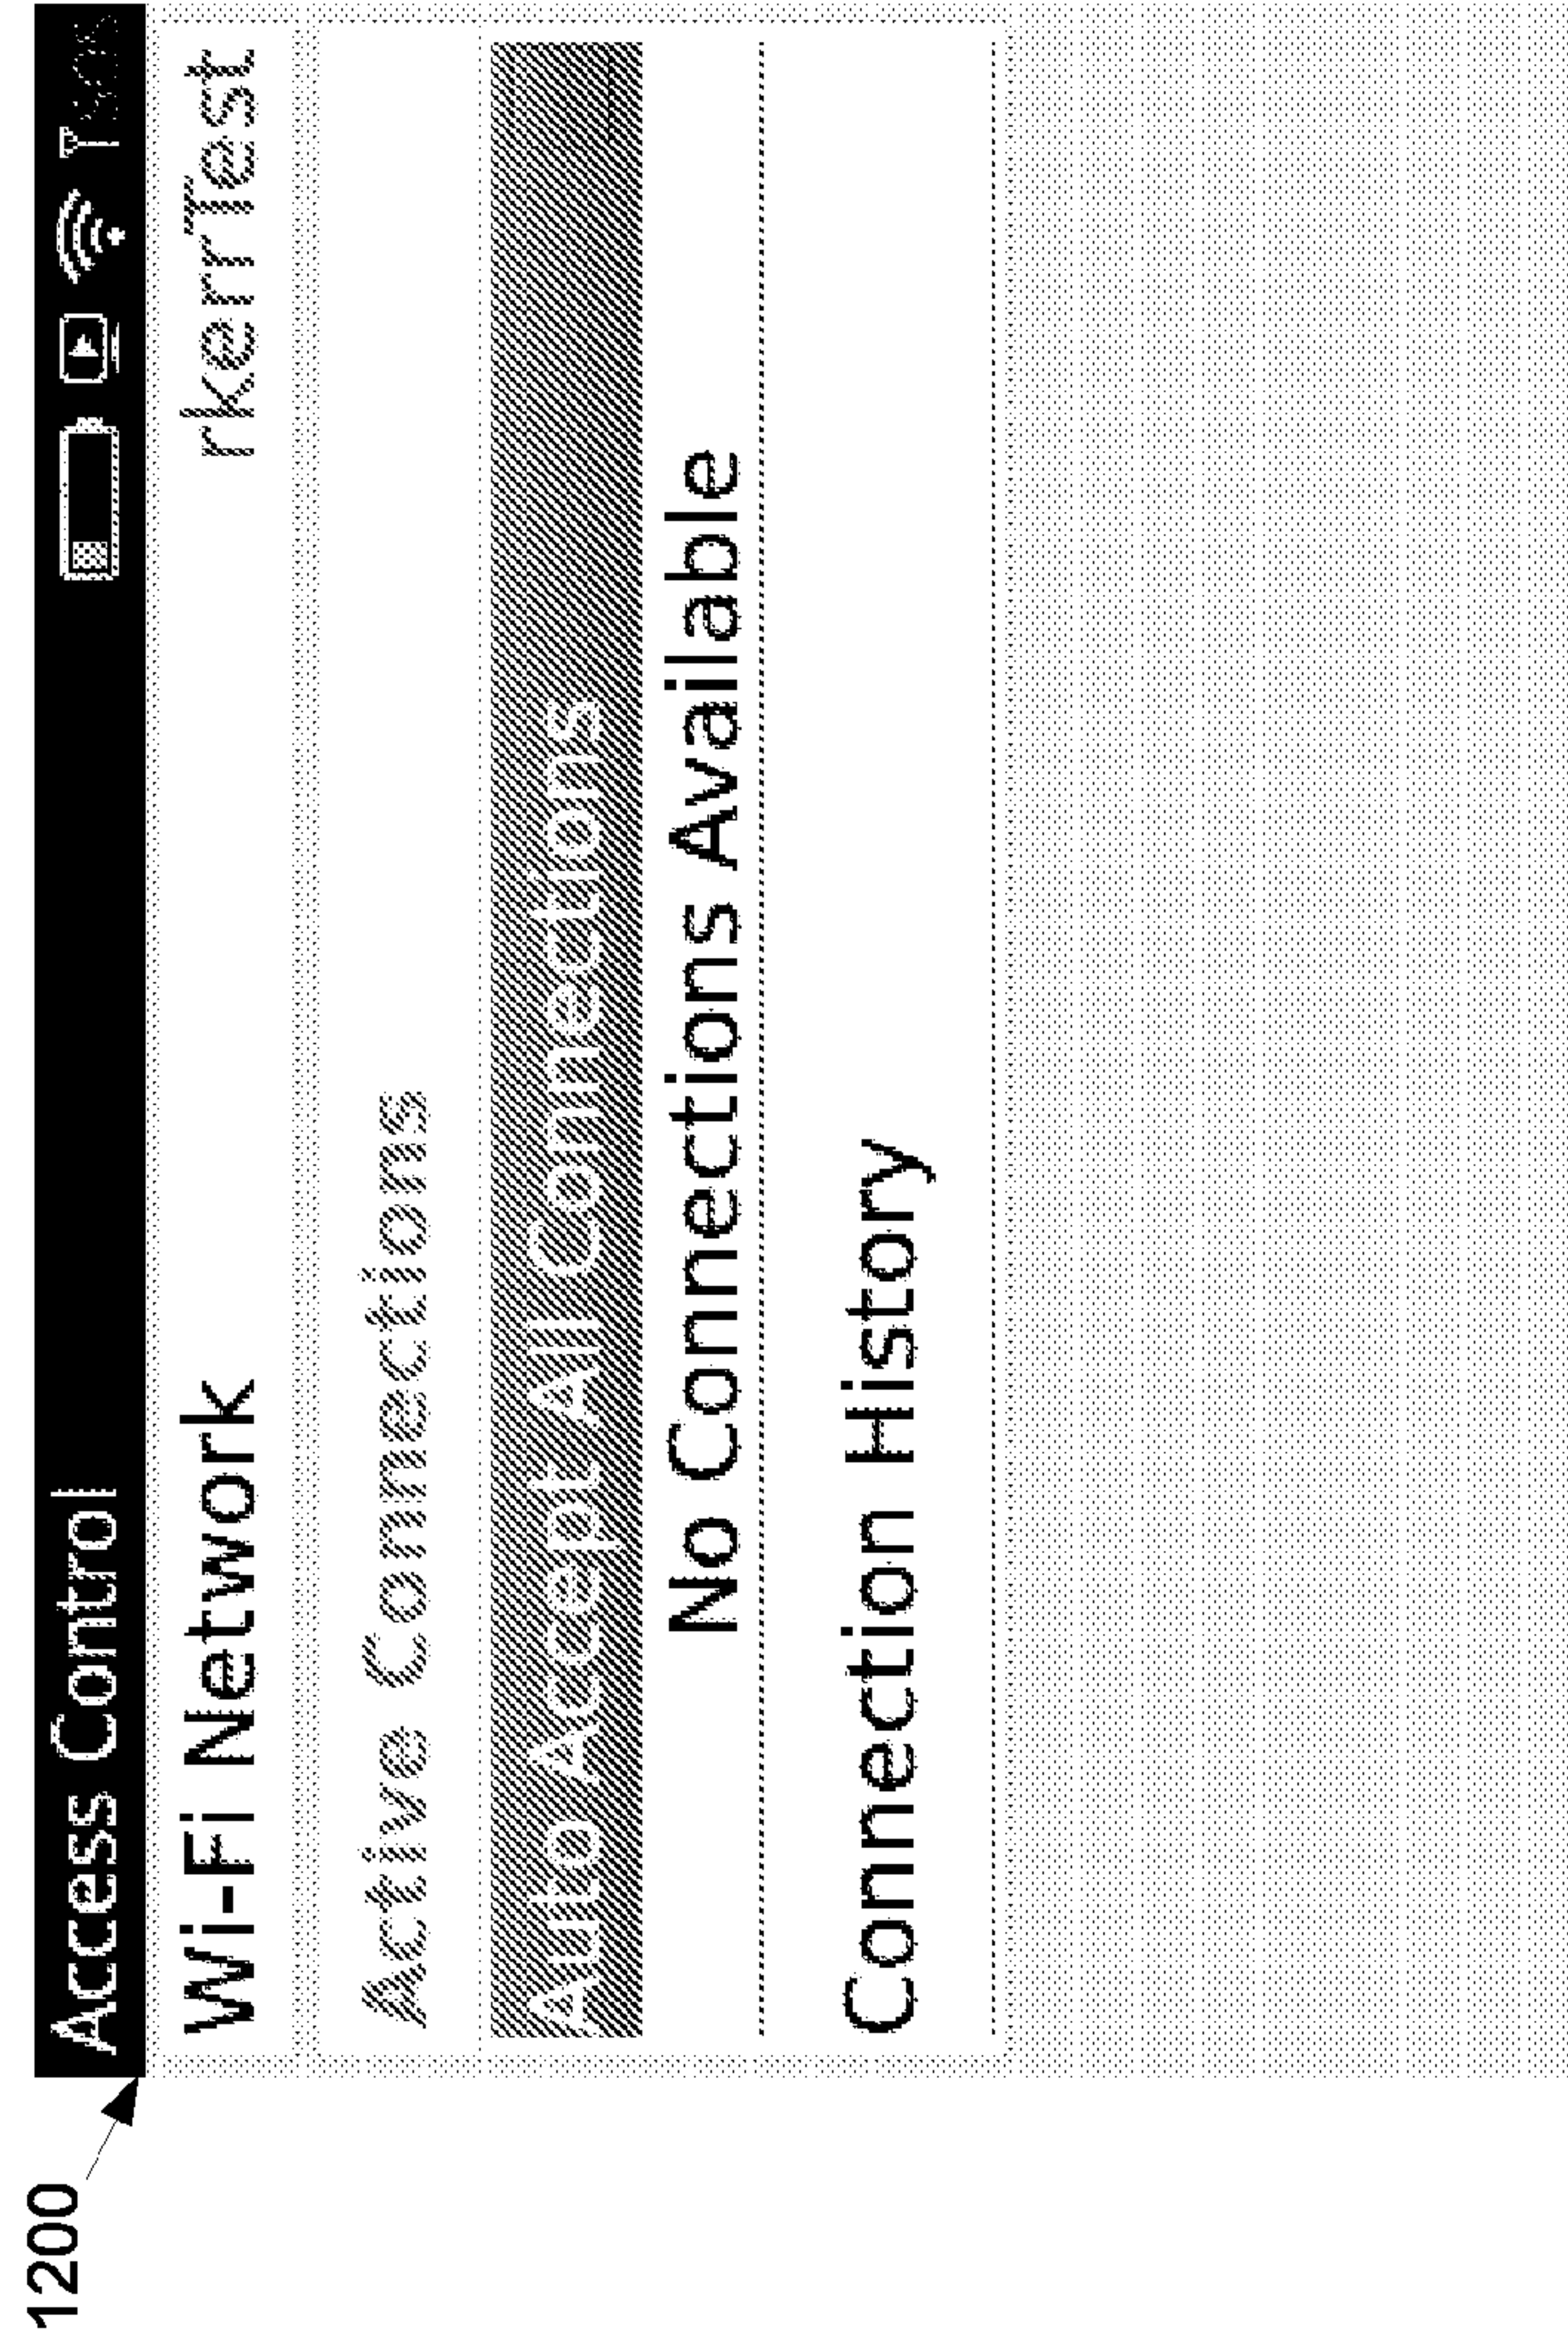 1200
Access Control
Wi-Fi Network rkerrTest
Active Connections
Auto Accept All Connections
No Connections Available
Connection History